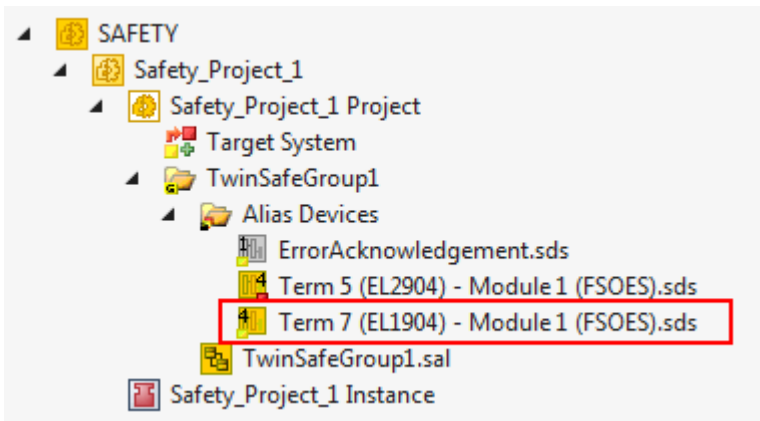 SAFETY
Safety_Project_1
Safety_Project_1 Project
Target System
TwinSafeGroup1
Alias Devices
ErrorAcknowledgement.sds
Term 5 (EL2904) - Module 1 (FSOES).sds
Term 7 (EL1904) - Module 1 (FSOES).sds
TwinSafeGroup1.sal
Safety_Project_1 Instance